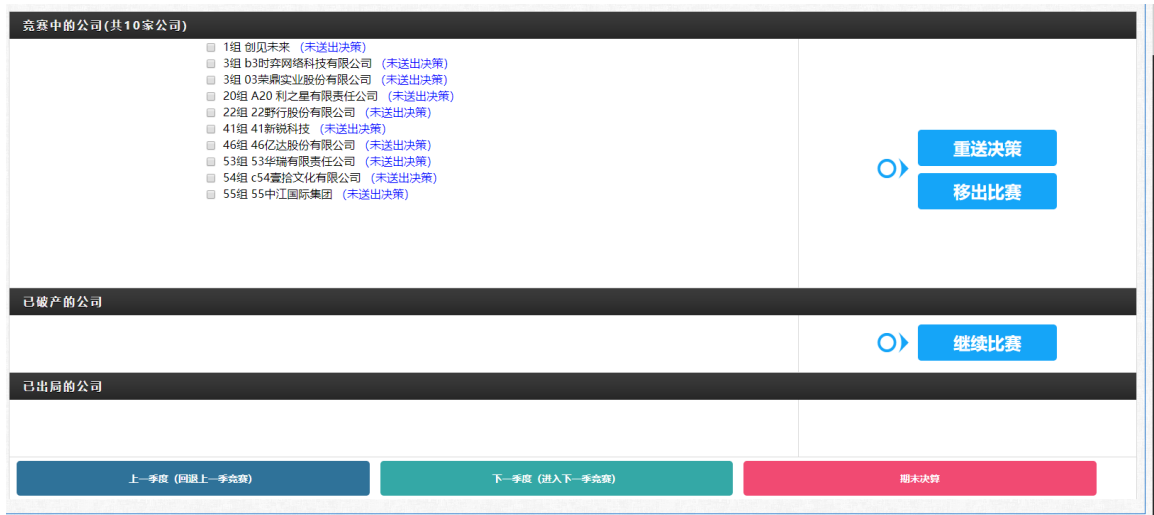 竞赛中的公司(共10家公司)
1组 创见未来 (未送出决策)
3组 b3时弈网络科技有限公司 (未送出决策)
3组 03荣鼎实业股份有限公司 (未送出决策)
20组 A20 利之星有限责任公司 (未送出决策)
22组 22野行股份有限公司 (未送出决策)
41组 41新锐科技 (未送出决策)
46组 46亿达股份有限公司 (未送出决策)
53组 53华瑞有限责任公司 (未送出决策)
54组 c54壹拾文化有限公司 (未送出决策)
55组 55中江国际集团 (未送出决策)
重送决策
移出比赛
已破产的公司
继续比赛
已出局的公司
上一季度 (回退上一季竞赛)
下一季度 (进入下一季竞赛)
期末决算